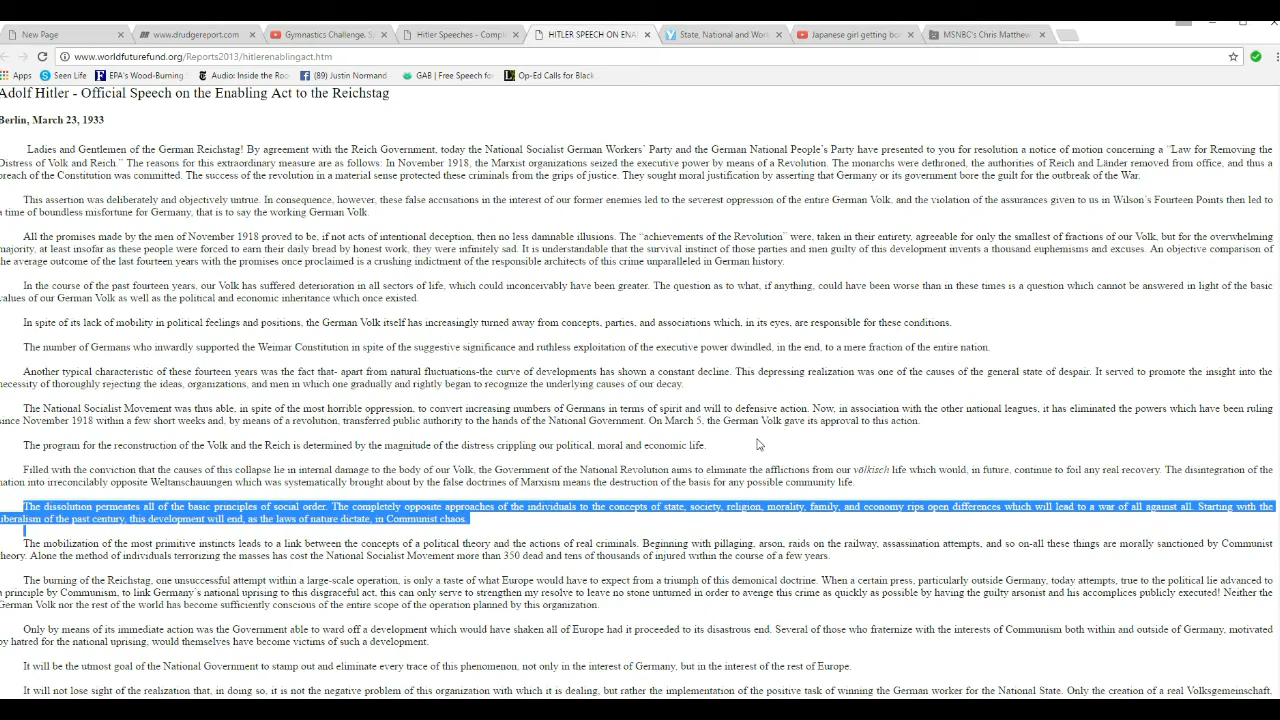 New Page
www.drudgereport.com
Gymnastics Challenge. S
Hitler Speeches - Comple
HITLER SPEECH ON ENA
State, National and Wor
Japanese girl getting bor
MSNBC's Chris Matthew
www.worldfuturefund.org/Reports2013/hitlerenablingact.htm
Apps
Seen Life
EPA's Wood-Burning
Audio: Inside the Roo
(89) Justin Normand
GAB | Free Speech fo
Op-Ed Calls for Black
Adolf Hitler - Official Speech on the Enabling Act to the Reichstag
Berlin, March 23, 1933
Ladies and Gentlemen of the German Reichstag! By agreement with the Reich Government, today the National Socialist German Workers' Party and the German National People's Party have presented to you for resolution a notice of motion concerning a "Law for Removing the
Distress of Volk and Reich." The reasons for this extraordinary measure are as follows: In November 1918, the Marxist organizations seized the executive power by means of a Revolution. The monarchs were dethroned, the authorities of Reich and Länder removed from office, and thus a
breach of the Constitution was committed. The success of the revolution in a material sense protected these criminals from the grips of justice. They sought moral justification by asserting that Germany or its government bore the guilt for the outbreak of the War.
This assertion was deliberately and objectively untrue. In consequence, however, these false accusations in the interest of our former enemies led to the severest oppression of the entire German Volk, and the violation of the assurances given to us in Wilson's Fourteen Points then led to
a time of boundless misfortune for Germany, that is to say the working German Volk.
All the promises made by the men of November 1918 proved to be, if not acts of intentional deception, then no less damnable illusions. The "achievements of the Revolution" were, taken in their entirety, agreeable for only the smallest of fractions of our Volk, but for the overwhelming
majority, at least insofar as these people were forced to earn their daily bread by honest work, they were infinitely sad. It is understandable that the survival instinct of those parties and men guilty of this development invents a thousand euphemisms and excuses. An objective comparison of
the average outcome of the last fourteen years with the promises once proclaimed is a crushing indictment of the responsible architects of this crime unparalleled in German history.
In the course of the past fourteen years, our Volk has suffered deterioration in all sectors of life, which could inconceivably have been greater. The question as to what, if anything, could have been worse than in these times is a question which cannot be answered in light of the basic
values of our German Volk as well as the political and economic inheritance which once existed.
In spite of its lack of mobility in political feelings and positions, the German Volk itself has increasingly turned away from concepts, parties, and associations which, in its eyes, are responsible for these conditions.
The number of Germans who inwardly supported the Weimar Constitution in spite of the suggestive significance and ruthless exploitation of the executive power dwindled, in the end, to a mere fraction of the entire nation.
Another typical characteristic of these fourteen years was the fact that- apart from natural fluctuations-the curve of developments has shown a constant decline. This depressing realization was one of the causes of the general state of despair. It served to promote the insight into the
necessity of thoroughly rejecting the ideas, organizations, and men in which one gradually and rightly began to recognize the underlying causes of our decay.
The National Socialist Movement was thus able, in spite of the most horrible oppression, to convert increasing numbers of Germans in terms of spirit and will to defensive action. Now, in association with the other national leagues, it has eliminated the powers which have been ruling
since November 1918 within a few short weeks and, by means of a revolution, transferred public authority to the hands of the National Government. On March 5, the German Volk gave its approval to this action.
The program for the reconstruction of the Volk and the Reich is determined by the magnitude of the distress crippling our political, moral and economic life.
Filled with the conviction that the causes of this collapse lie in internal damage to the body of our Volk, the Government of the National Revolution aims to eliminate the afflictions from our völkisch life which would, in future, continue to foil any real recovery. The disintegration of the
nation into irreconcilably opposite Weltanschauungen which was systematically brought about by the false doctrines of Marxism means the destruction of the basis for any possible community life.
The dissolution permeates all of the basic principles of social order. The completely opposite approaches of the individuals to the concepts of state, society, religion, morality, family, and economy rips open differences which will lead to a war of all against all. Starting with the
liberalism of the past century, this development will end, as the laws of nature dictate, in Communist chaos.
The mobilization of the most primitive instincts leads to a link between the concepts of a political theory and the actions of real criminals. Beginning with pillaging, arson, raids on the railway, assassination attempts, and so on-all these things are morally sanctioned by Communist
theory. Alone the method of individuals terrorizing the masses has cost the National Socialist Movement more than 350 dead and tens of thousands of injured within the course of a few years.
The burning of the Reichstag, one unsuccessful attempt within a large-scale operation, is only a taste of what Europe would have to expect from a triumph of this demonical doctrine. When a certain press, particularly outside Germany, today attempts, true to the political lie advanced to
a principle by Communism, to link Germany's national uprising to this disgraceful act, this can only serve to strengthen my resolve to leave no stone unturned in order to avenge this crime as quickly as possible by having the guilty arsonist and his accomplices publicly executed! Neither the
German Volk nor the rest of the world has become sufficiently conscious of the entire scope of the operation planned by this organization.
Only by means of its immediate action was the Government able to ward off a development which would have shaken all of Europe had it proceeded to its disastrous end. Several of those who fraternize with the interests of Communism both within and outside of Germany, motivated
by hatred for the national uprising, would themselves have become victims of such a development.
It will be the utmost goal of the National Government to stamp out and eliminate every trace of this phenomenon, not only in the interest of Germany, but in the interest of the rest of Europe.
It will not lose sight of the realization that, in doing so, it is not the negative problem of this organization with which it is dealing, but rather the implementation of the positive task of winning the German worker for the National State. Only the creation of a real Volksgemeinschaft,